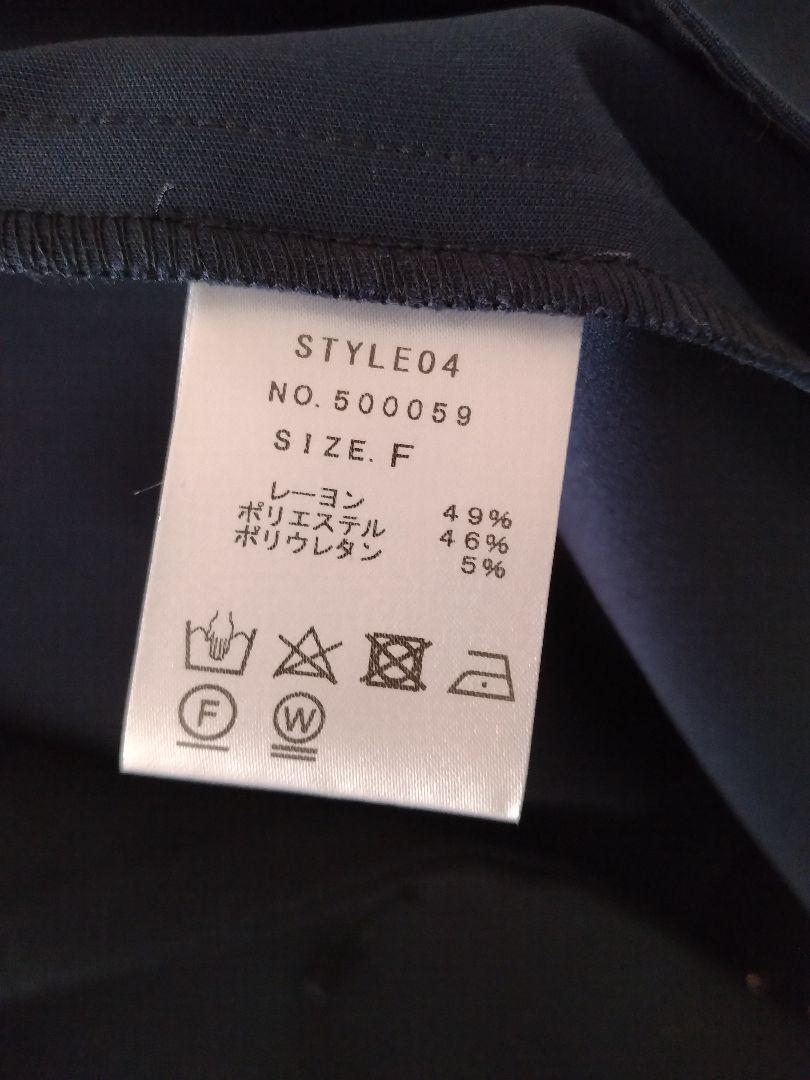 STYLE04
NO.500059
SIZE.F
レーヨン 49%
ポリエステル 46%
ポリウレタン 5%
F
W